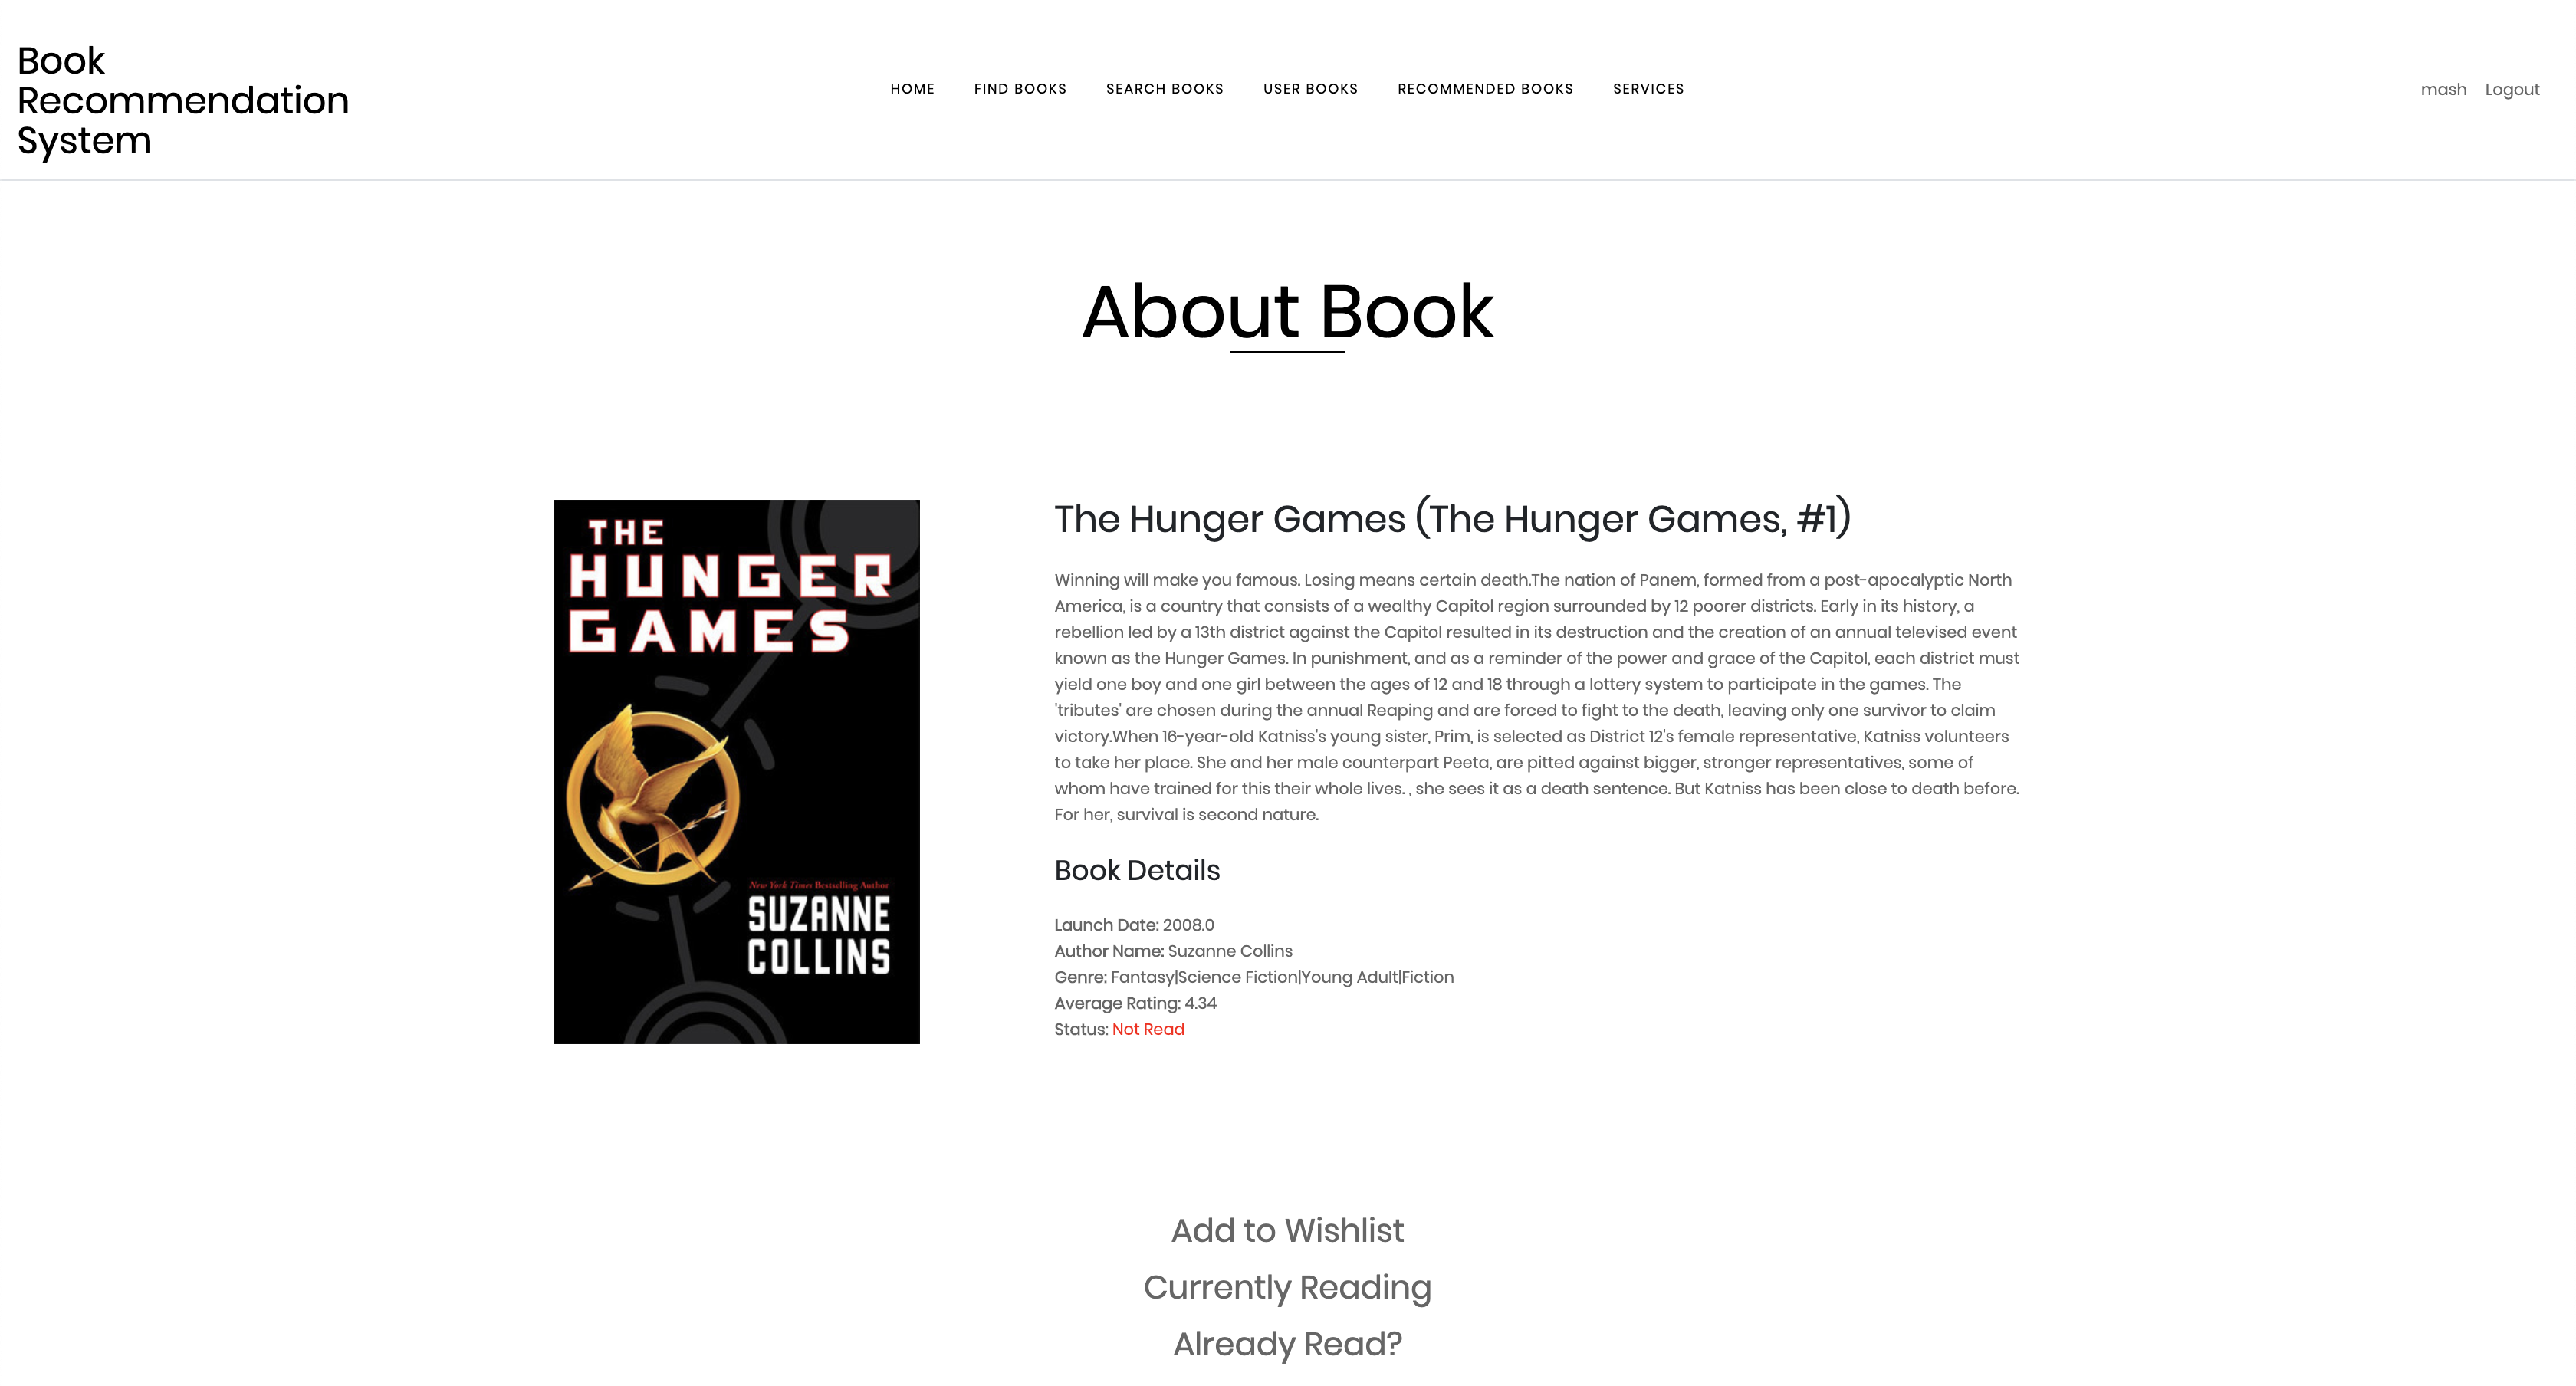 Book
Recommendation
System
HOME FIND BOOKS SEARCH BOOKS USER BOOKS RECOMMENDED BOOKS SERVICES
mash Logout
About Book
THE
HUNGER
GAMES
New York Times Bestselling Author
SUZANNE
COLLINS
The Hunger Games (The Hunger Games, #1)
Winning will make you famous. Losing means certain death.The nation of Panem, formed from a post-apocalyptic North
America, is a country that consists of a wealthy Capitol region surrounded by 12 poorer districts. Early in its history, a
rebellion led by a 13th district against the Capitol resulted in its destruction and the creation of an annual televised event
known as the Hunger Games. In punishment, and as a reminder of the power and grace of the Capitol, each district must
yield one boy and one girl between the ages of 12 and 18 through a lottery system to participate in the games. The
'tributes' are chosen during the annual Reaping and are forced to fight to the death, leaving only one survivor to claim
victory.When 16-year-old Katniss's young sister, Prim, is selected as District 12's female representative, Katniss volunteers
to take her place. She and her male counterpart Peeta, are pitted against bigger, stronger representatives, some of
whom have trained for this their whole lives. , she sees it as a death sentence. But Katniss has been close to death before.
For her, survival is second nature.
Book Details
Launch Date: 2008.0
Author Name: Suzanne Collins
Genre: Fantasy|Science Fiction|Young Adult|Fiction
Average Rating: 4.34
Status: Not Read
Add to Wishlist
Currently Reading
Already Read?